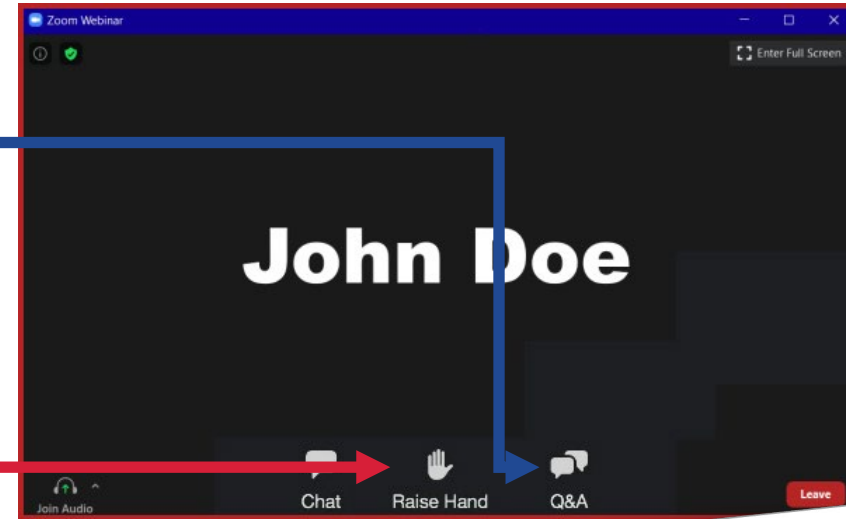 Zoom Webinar
Enter Full Screen
John Doe
Join Audio
Chat
Raise Hand
Q&A
Leave